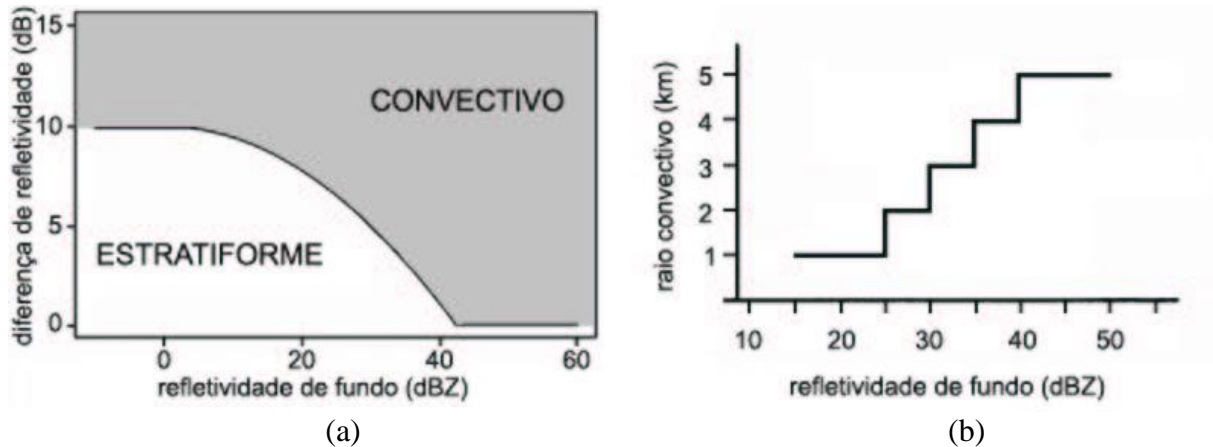 diferença de refletividade (dB)
15
10
5
0
CONVECTIVO
ESTRATIFORME
0 20 40 60
refletividade de fundo (dBZ)
(a)
raio convectivo (km)
5
4
3
2
1
10 20 30 40 50
refletividade de fundo (dBZ)
(b)